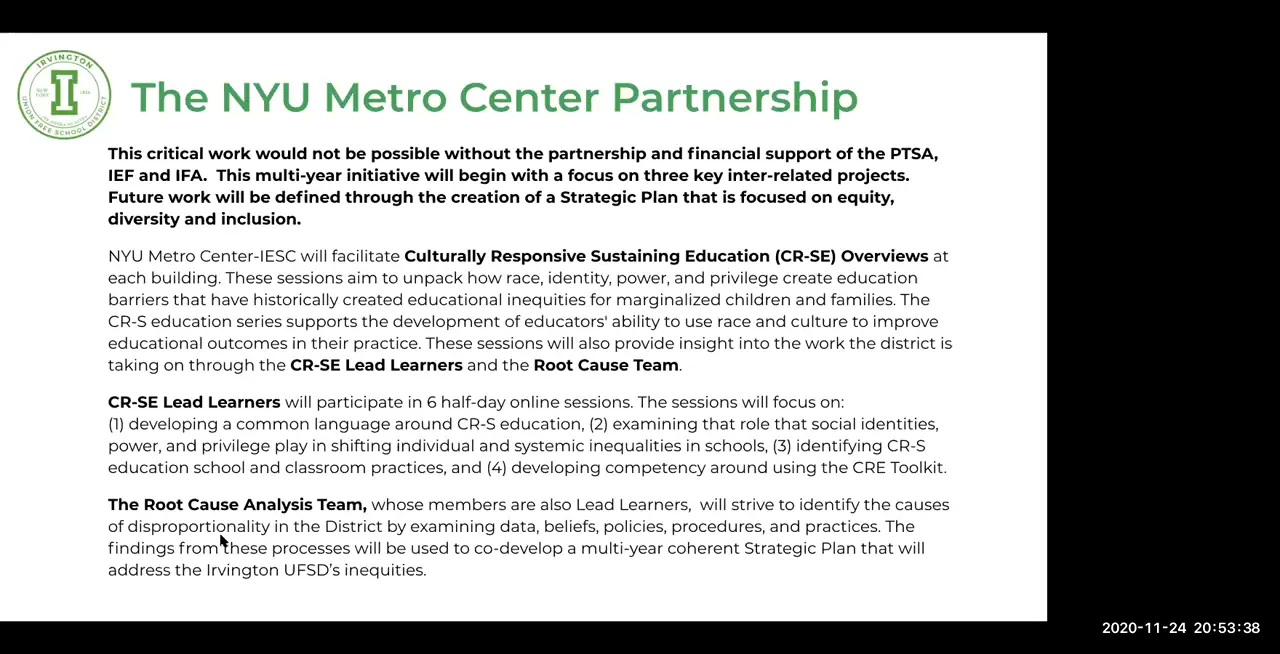 IRVINGTON
UNION FREE SCHOOL DISTRICT
The NYU Metro Center Partnership
This critical work would not be possible without the partnership and financial support of the PTSA,
IEF and IFA.  This multi-year initiative will begin with a focus on three key inter-related projects.
Future work will be defined through the creation of a Strategic Plan that is focused on equity,
diversity and inclusion.
NYU Metro Center-IESC will facilitate Culturally Responsive Sustaining Education (CR-SE) Overviews at
each building. These sessions aim to unpack how race, identity, power, and privilege create education
barriers that have historically created educational inequities for marginalized children and families. The
CR-S education series supports the development of educators' ability to use race and culture to improve
educational outcomes in their practice. These sessions will also provide insight into the work the district is
taking on through the CR-SE Lead Learners and the Root Cause Team.
CR-SE Lead Learners will participate in 6 half-day online sessions. The sessions will focus on:
(1) developing a common language around CR-S education, (2) examining that role that social identities,
power, and privilege play in shifting individual and systemic inequalities in schools, (3) identifying CR-S
education school and classroom practices, and (4) developing competency around using the CRE Toolkit.
The Root Cause Analysis Team, whose members are also Lead Learners,  will strive to identify the causes
of disproportionality in the District by examining data, beliefs, policies, procedures, and practices. The
findings from these processes will be used to co-develop a multi-year coherent Strategic Plan that will
address the Irvington UFSD's inequities.
2020-11-24 20:53:38